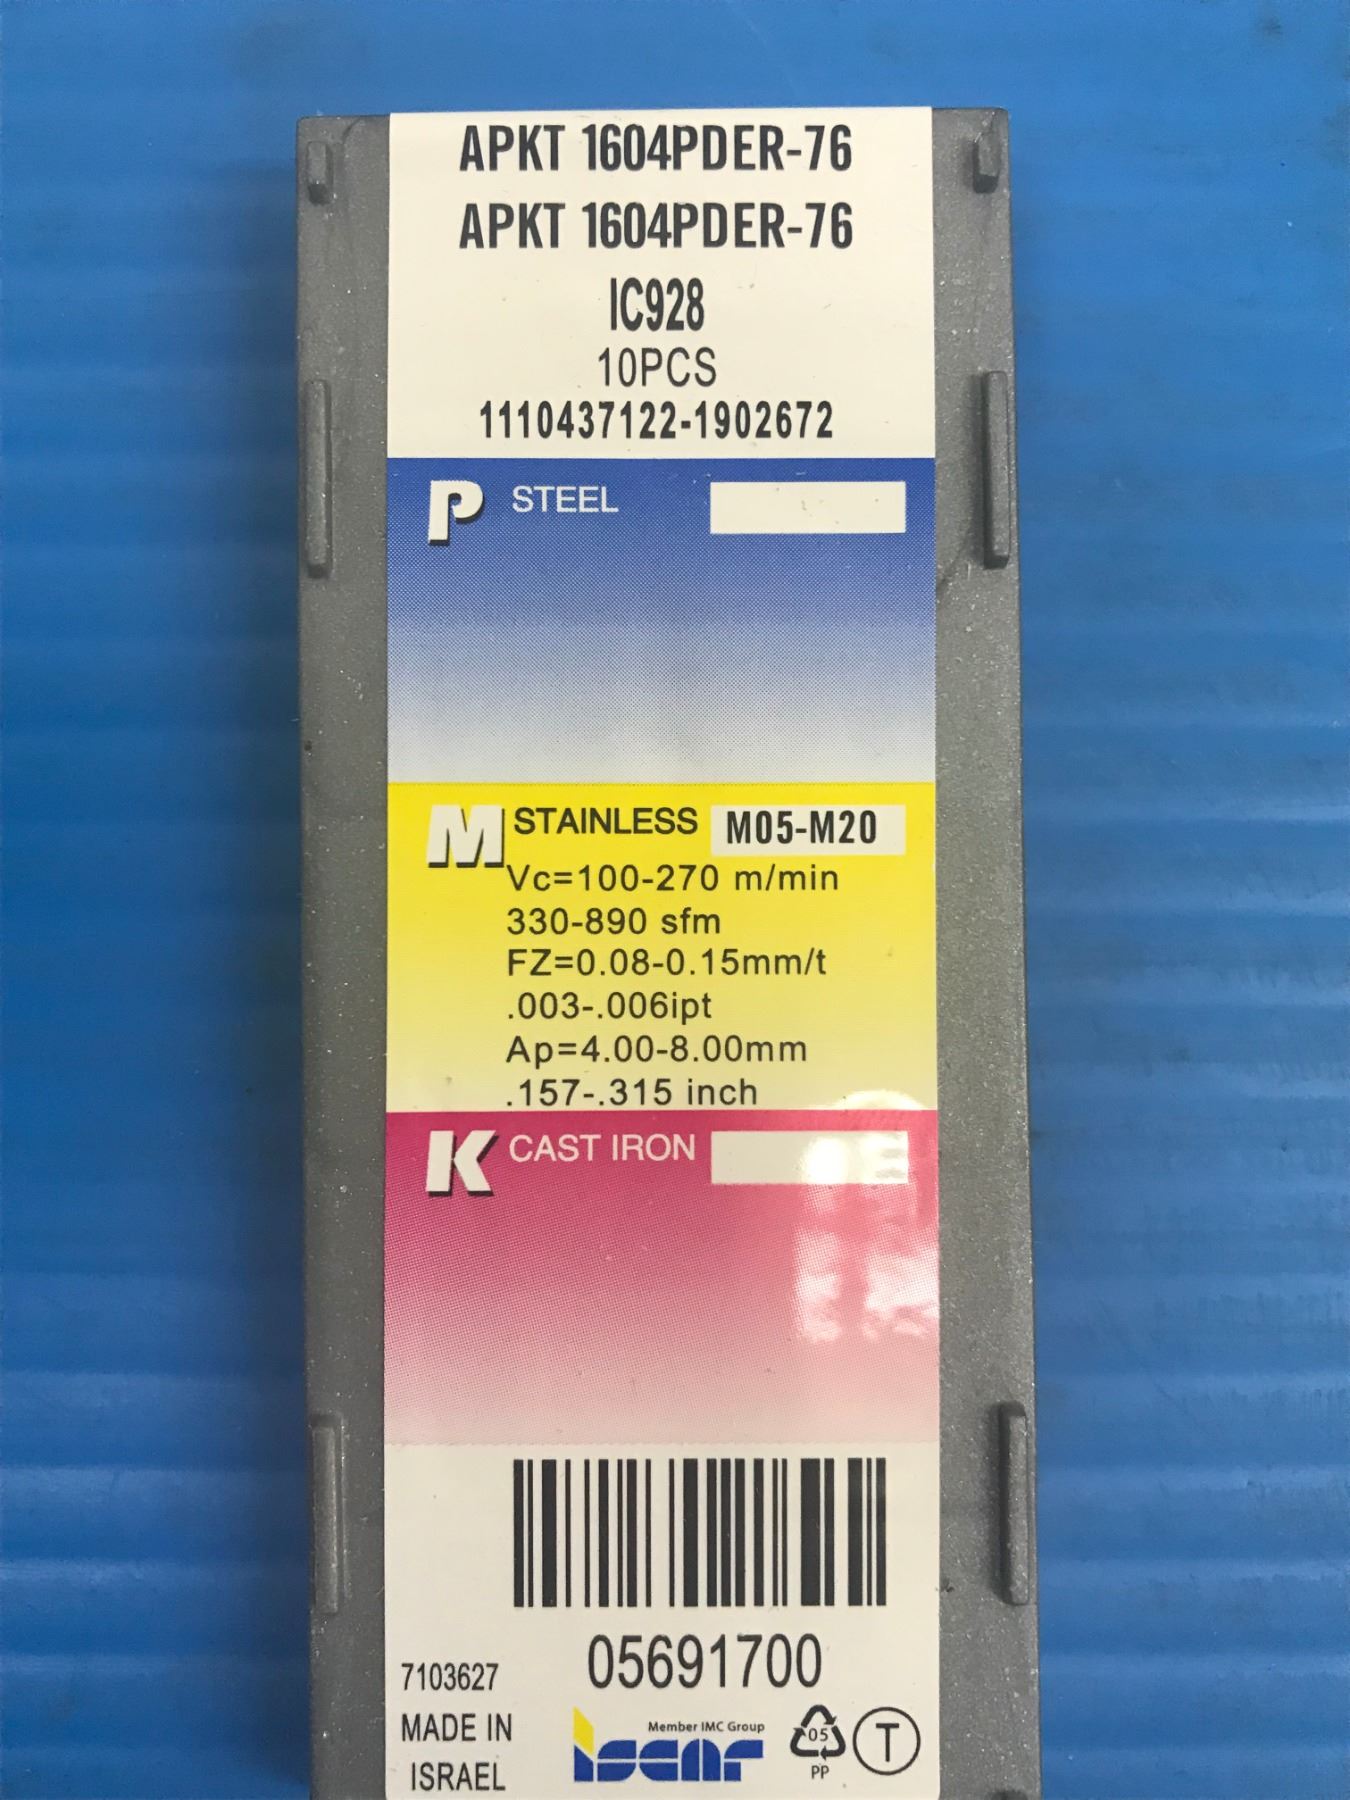 APKT 1604PDER-76
APKT 1604PDER-76
IC928
10PCS
1110437122-1902672
P STEEL
M STAINLESS M05-M20
Vc=100-270 m/min
330-890 sfm
FZ=0.08-0.15mm/t
.003-.006ipt
Ap=4.00-8.00mm
.157-.315 inch
K CAST IRON
05691700
7103627
MADE IN
ISRAEL
Member IMC Group
iscar
05
PP
T